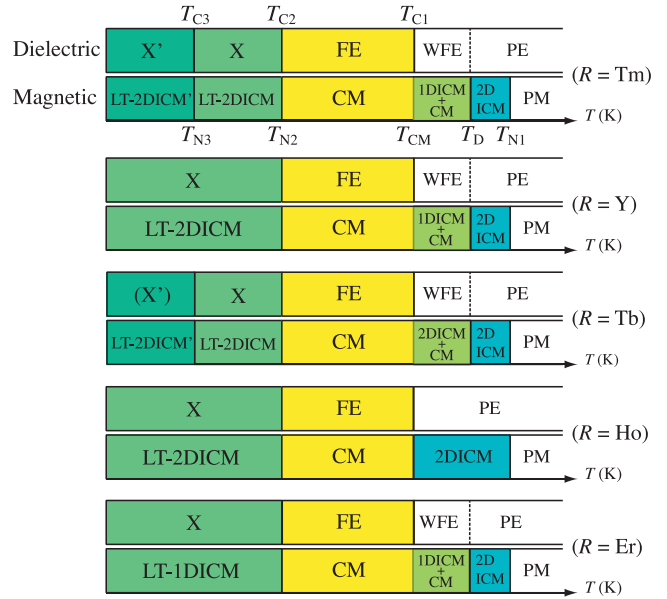 T_C3 T_C2 T_C1
Dielectric X' X FE WFE PE
(R = Tm)
Magnetic LT-2DICM' LT-2DICM CM 1DICM + CM 2D ICM PM
T (K)
T_N3 T_N2 T_CM T_D T_N1
X FE WFE PE
(R = Y)
LT-2DICM CM 1DICM + CM 2D ICM PM
T (K)
(X') X FE WFE PE
(R = Tb)
LT-2DICM' LT-2DICM CM 2DICM + CM 2D ICM PM
T (K)
X FE PE
(R = Ho)
LT-2DICM CM 2DICM PM
T (K)
X FE WFE PE
(R = Er)
LT-1DICM CM 1DICM + CM 2D ICM PM
T (K)